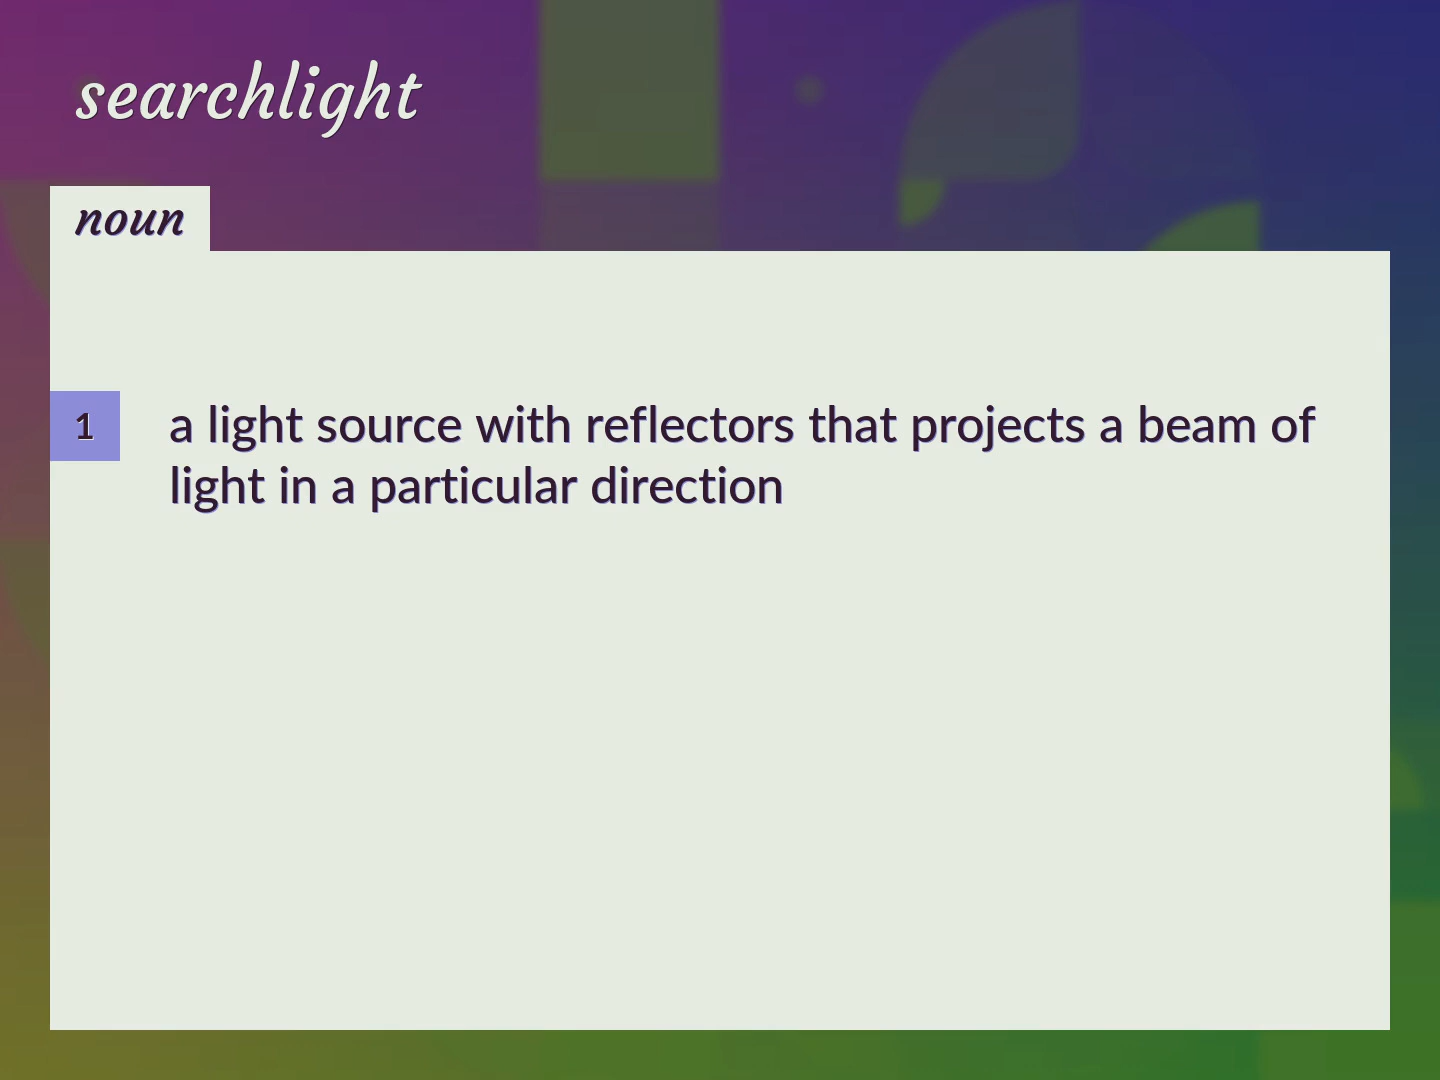 searchlight
noun
1
a light source with reflectors that projects a beam of
light in a particular direction